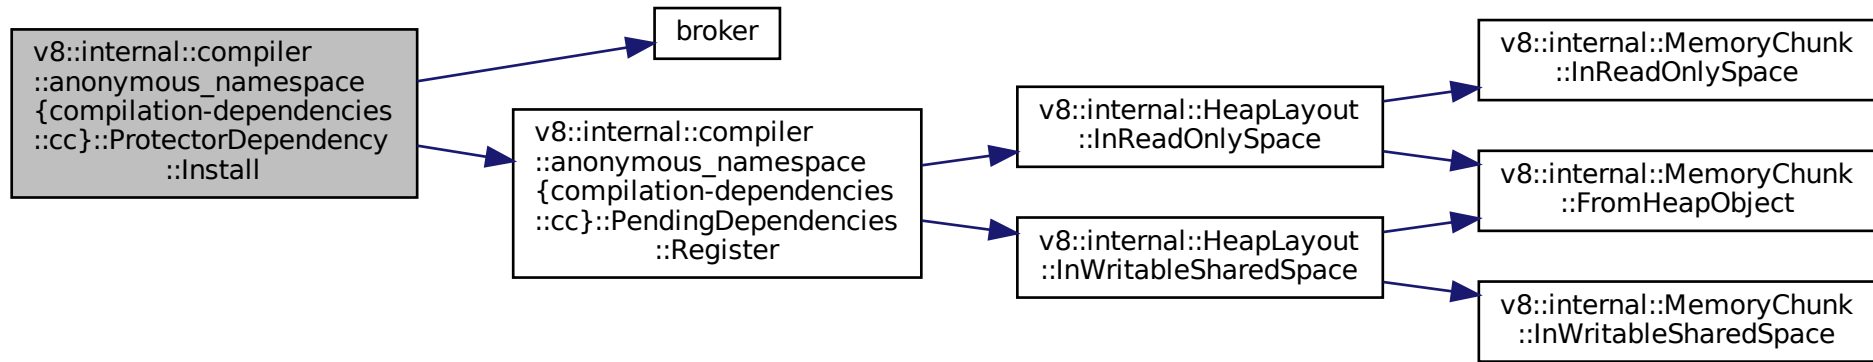 v8::internal::compiler
::anonymous_namespace
{compilation-dependencies
::cc}::ProtectorDependency
::Install
broker
v8::internal::compiler
::anonymous_namespace
{compilation-dependencies
::cc}::PendingDependencies
::Register
v8::internal::HeapLayout
::InReadOnlySpace
v8::internal::HeapLayout
::InWritableSharedSpace
v8::internal::MemoryChunk
::InReadOnlySpace
v8::internal::MemoryChunk
::FromHeapObject
v8::internal::MemoryChunk
::InWritableSharedSpace